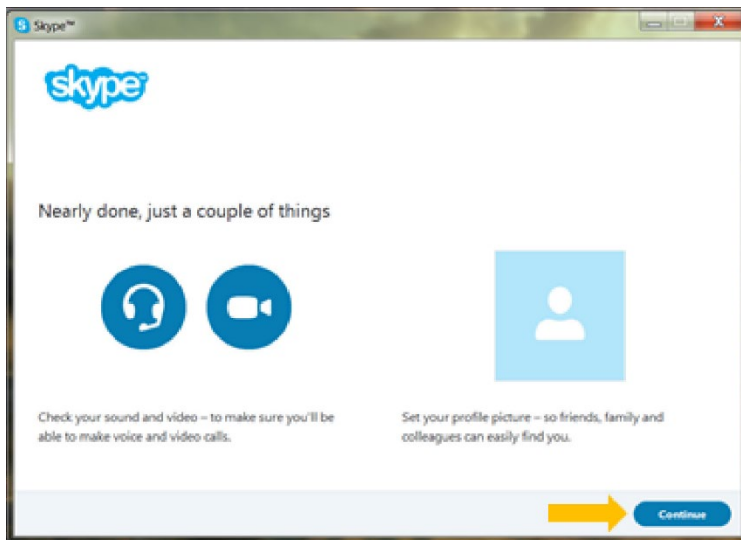 Skype™
skype
Nearly done, just a couple of things
Check your sound and video – to make sure you'll be
able to make voice and video calls.
Set your profile picture – so friends, family and
colleagues can easily find you.
Continue